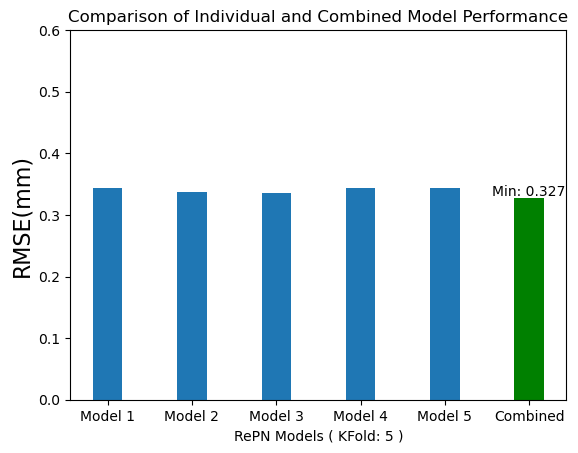 Comparison of Individual and Combined Model Performance
RMSE(mm)
0.6
0.5
0.4
0.3
0.2
0.1
0.0
Min: 0.327
Model 1 Model 2 Model 3 Model 4 Model 5 Combined
RePN Models ( KFold: 5 )